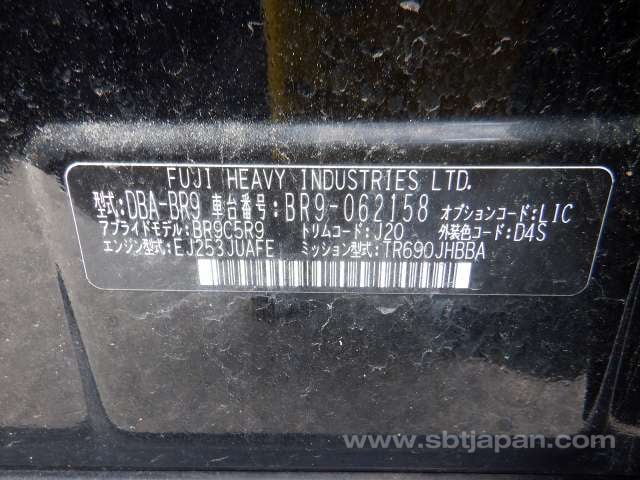 FUJI HEAVY INDUSTRIES LTD.
型式:DBA-BR9 車台番号:BR9-062158 オプションコード:LIC
アプライドモデル:BR9C5R9 トリムコード:J20 外装色コード:D4S
エンジン型式:EJ253JUAFE ミッション型式:TR690JHBBA
www.sbtjapan.com